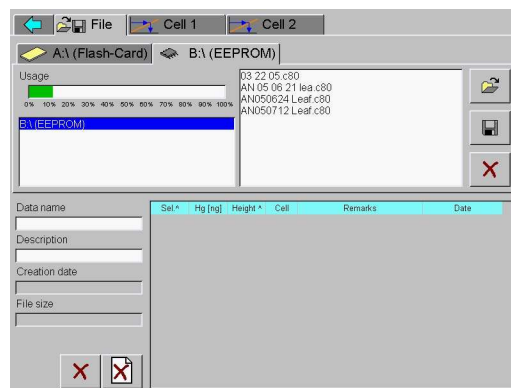 File Cell 1 Cell 2
A:\ (Flash-Card) B:\ (EEPROM)
Usage
0% 10% 20% 30% 40% 50% 60% 70% 80% 90% 100%
B:\ (EEPROM)
03 22 05.c80
AN 05 06 21 lea.c80
AN050624 Leaf.c80
AN050712 Leaf.c80
Data name
Description
Creation date
File size
Sel.^ Hg [ng] Height ^ Cell Remarks Date